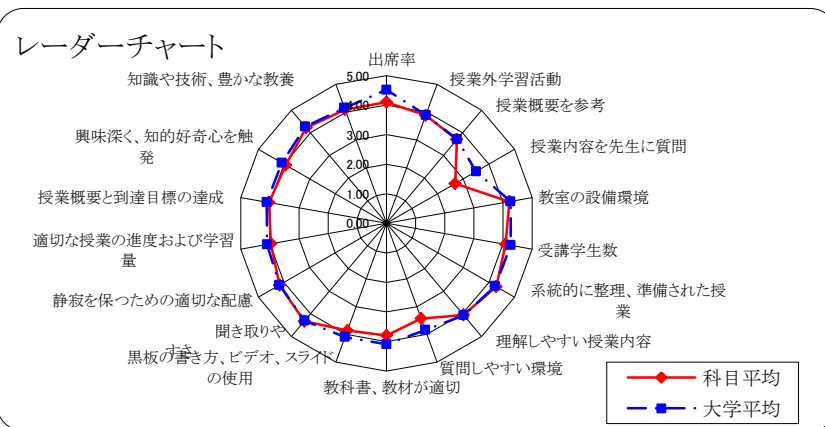 レーダーチャート
出席率
授業外学習活動
授業概要を参考
授業内容を先生に質問
教室の設備環境
受講学生数
系統的に整理、準備された授
業
理解しやすい授業内容
質問しやすい環境
教科書、教材が適切
黒板の書き方、ビデオ、スライド
の使用
聞き取りや
すさ
静寂を保つための適切な配慮
適切な授業の進度および学習
量
授業概要と到達目標の達成
興味深く、知的好奇心を触
発
知識や技術、豊かな教養
5.00
4.00
3.00
2.00
1.00
0.00
科目平均
大学平均